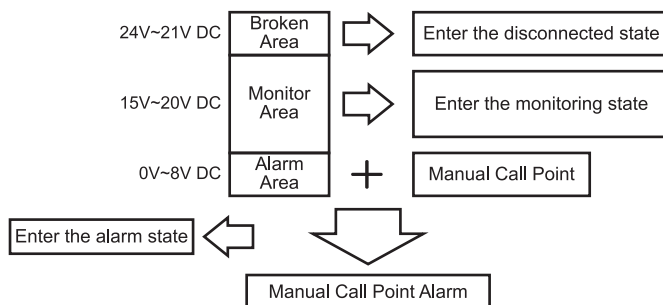 24V~21V DC
Broken
Area
Enter the disconnected state
15V~20V DC
Monitor
Area
Enter the monitoring state
0V~8V DC
Alarm
Area
+
Manual Call Point
Enter the alarm state
Manual Call Point Alarm